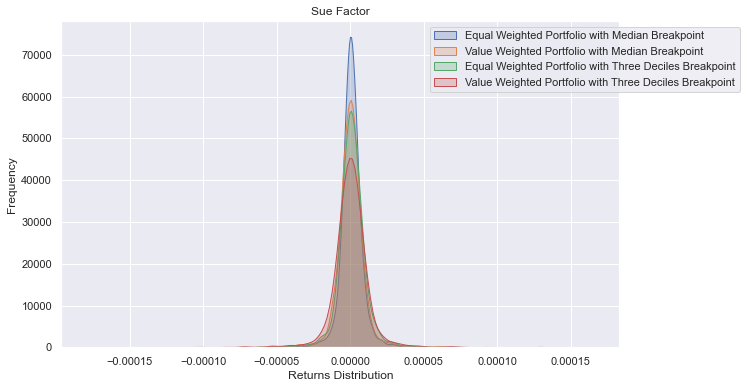 Sue Factor
Equal Weighted Portfolio with Median Breakpoint
Value Weighted Portfolio with Median Breakpoint
Equal Weighted Portfolio with Three Deciles Breakpoint
Value Weighted Portfolio with Three Deciles Breakpoint
70000
60000
50000
40000
30000
20000
10000
0
Frequency
−0.00015 −0.00010 −0.00005 0.00000 0.00005 0.00010 0.00015
Returns Distribution